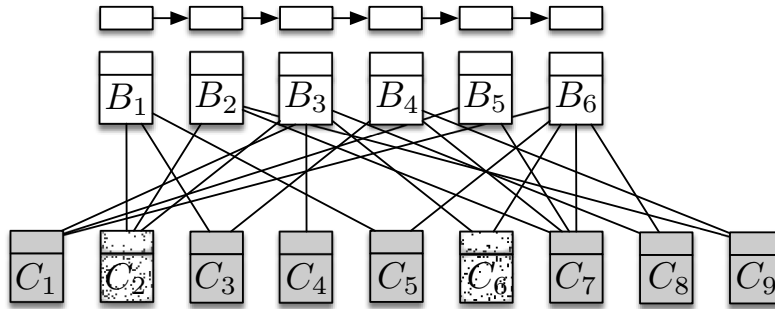 B₁ B₂ B₃ B₄ B₅ B₆
C₁ C₂ C₃ C₄ C₅ C₆ C₇ C₈ C₉